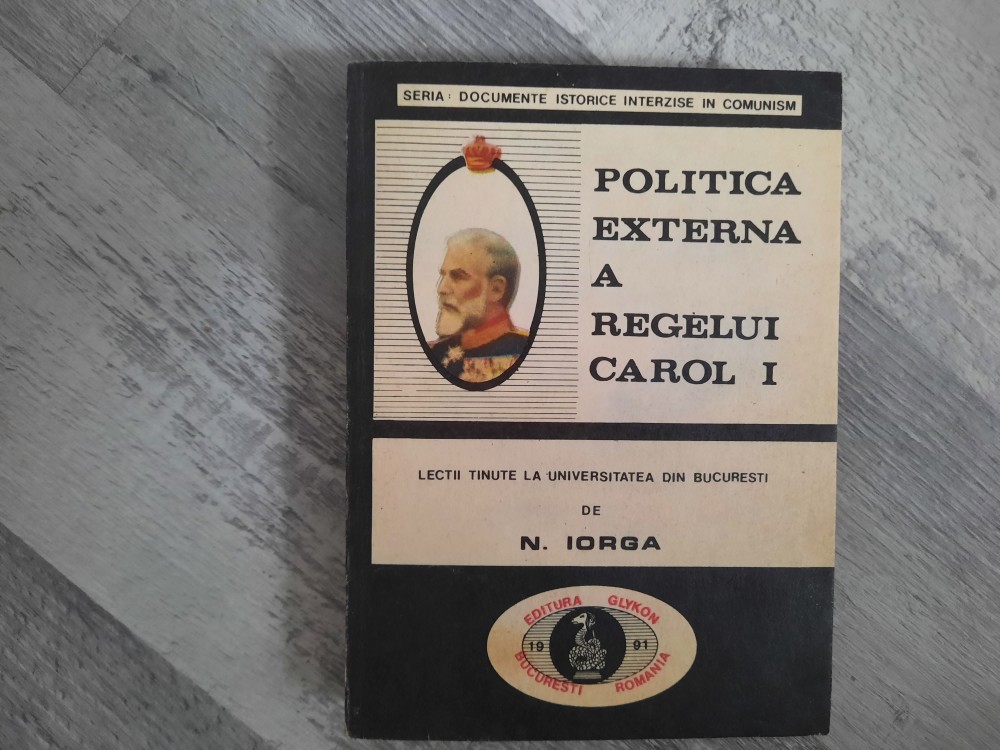 SERIA: DOCUMENTE ISTORICE INTERZISE IN COMUNISM
POLITICA
EXTERNA
A
REGELUI
CAROL I
LECTII TINUTE LA UNIVERSITATEA DIN BUCURESTI
DE
N. IORGA
EDITURA GLYKON
19 91
BUCURESTI ROMANIA